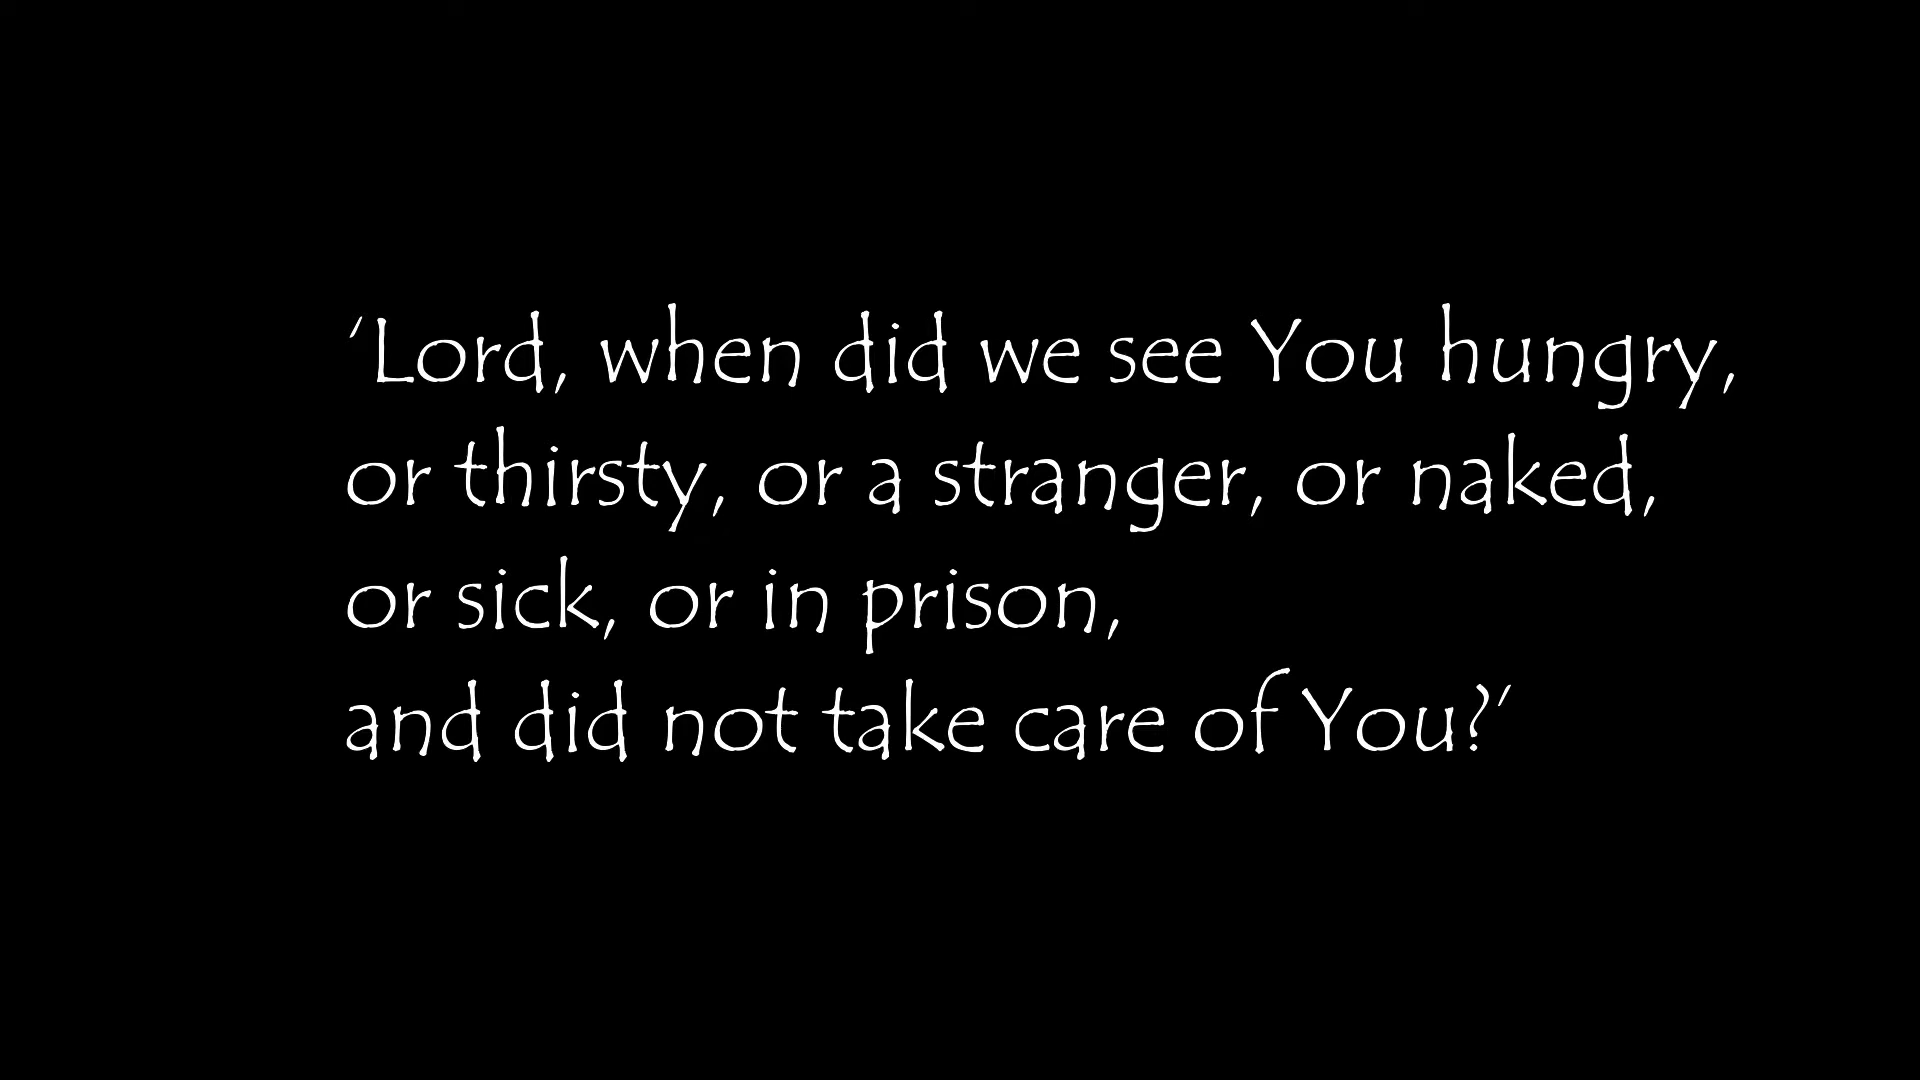 ‘Lord, when did we see You hungry,
or thirsty, or a stranger, or naked,
or sick, or in prison,
and did not take care of You?’